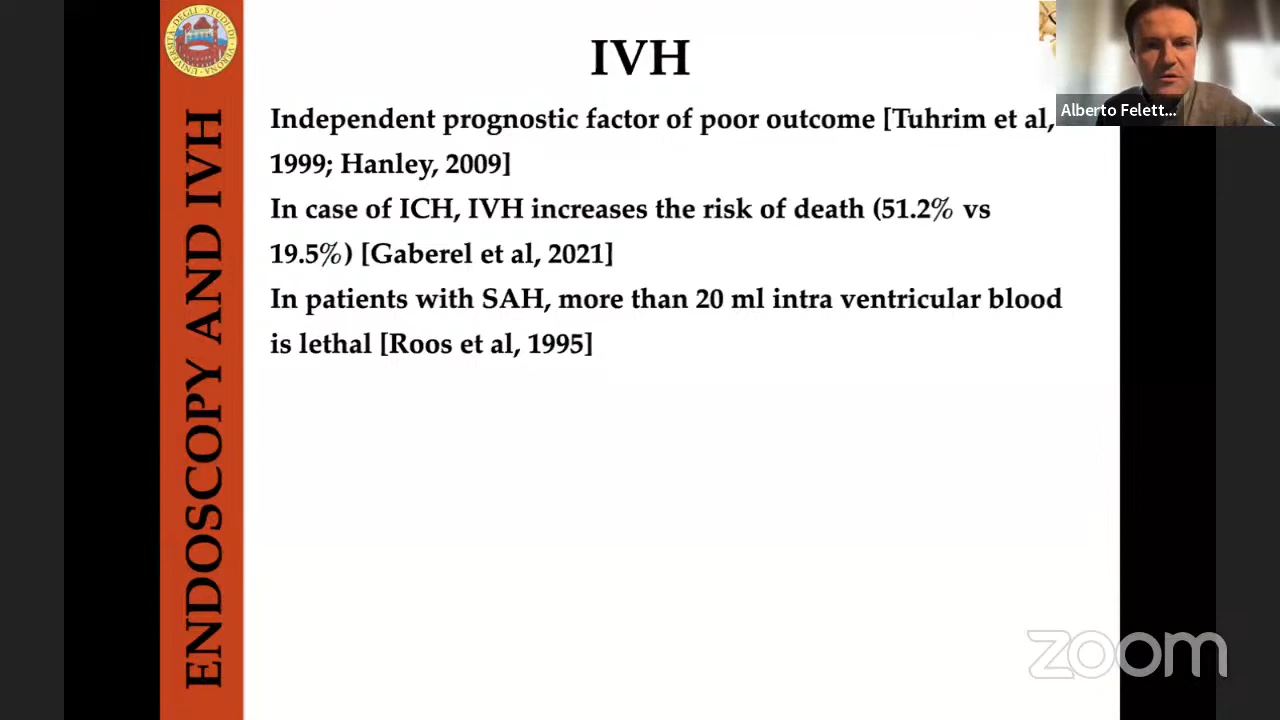 IVH
Independent prognostic factor of poor outcome [Tuhrim et al,
1999; Hanley, 2009]
In case of ICH, IVH increases the risk of death (51.2% vs
19.5%) [Gaberel et al, 2021]
In patients with SAH, more than 20 ml intra ventricular blood
is lethal [Roos et al, 1995]
ENDOSCOPY AND IVH
Alberto Felett...
zoom